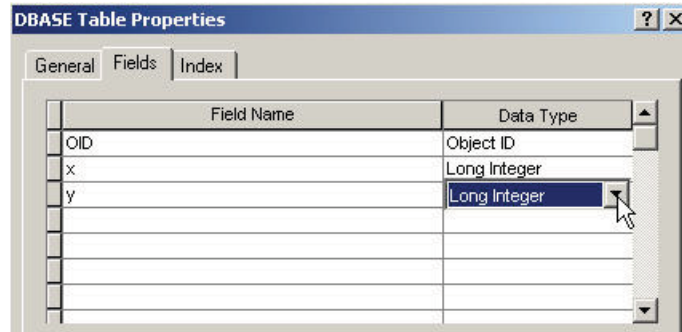 DBASE Table Properties
General Fields Index
Field Name Data Type
OID Object ID
x Long Integer
y Long Integer